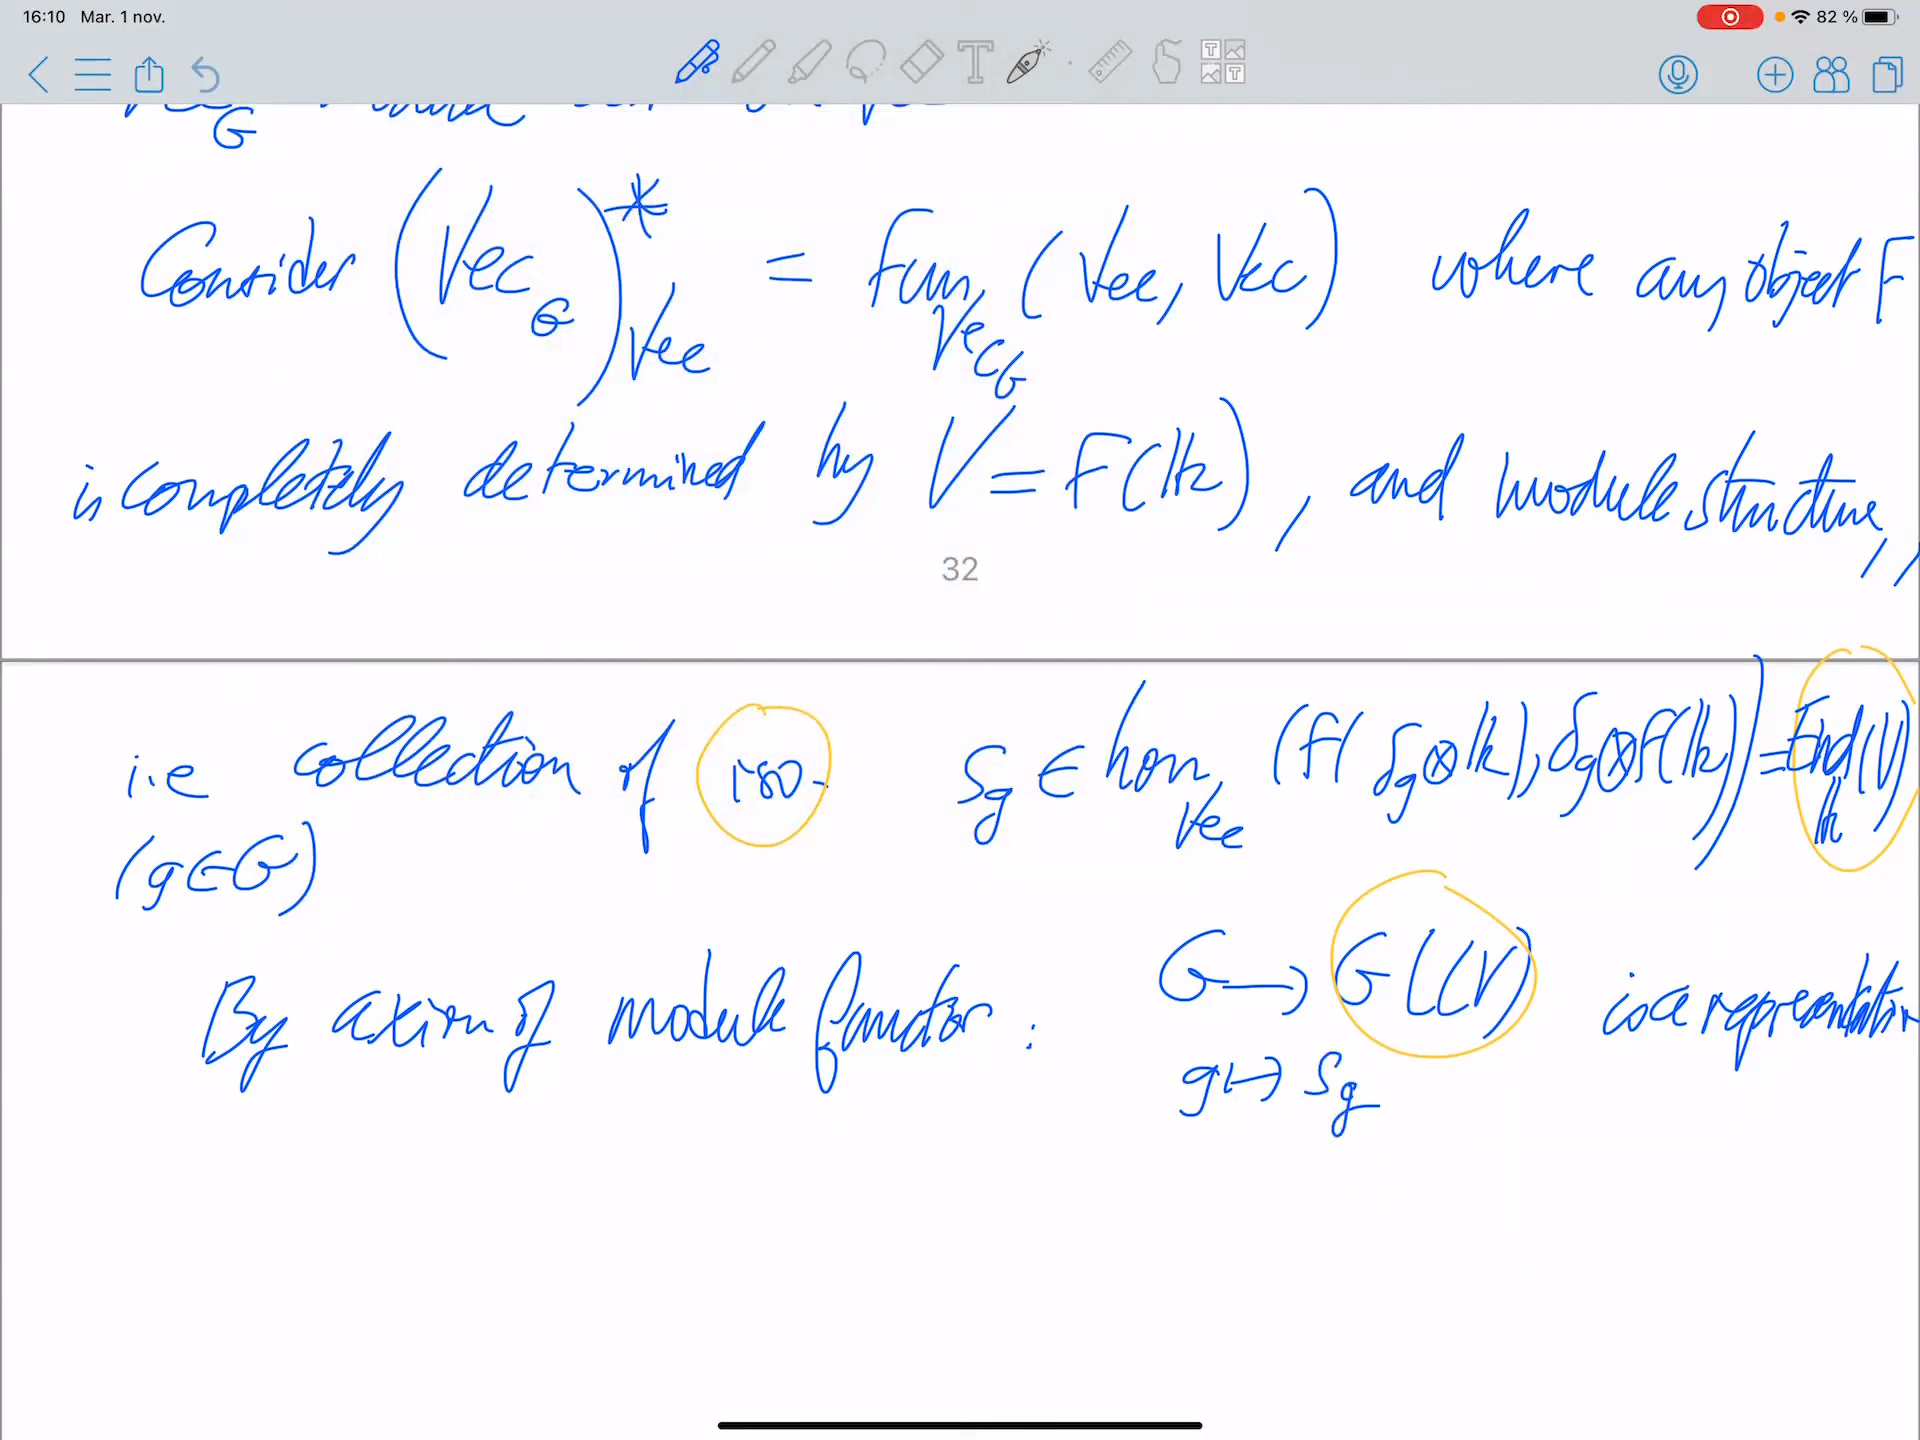 16:10 Mar. 1 nov. 82 %
G
Consider (Vec_G)^*_Vec = Fun_{Vec_G}(Vec, Vec) where any object F
is completely determined by V = F(𝕜), and module structure,
32
i.e collection of iso. S_g ∈ hom_Vec (F(δ_g⊗𝕜), δ_g⊗F(𝕜)) = End_𝕜(V)
(g∈G)
By axiom of module functor: G → GL(V) is a representation
g ↦ S_g